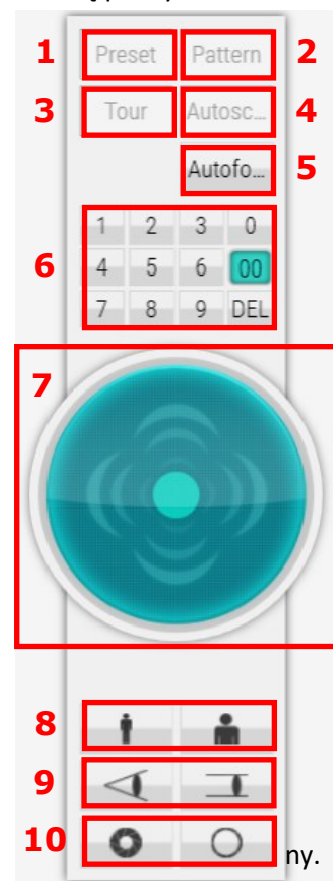 1 Preset Pattern 2
3 Tour Autosc... 4
Autofo... 5
1 2 3 0
6 4 5 6 00
7 8 9 DEL
7
8
9
10 ny.